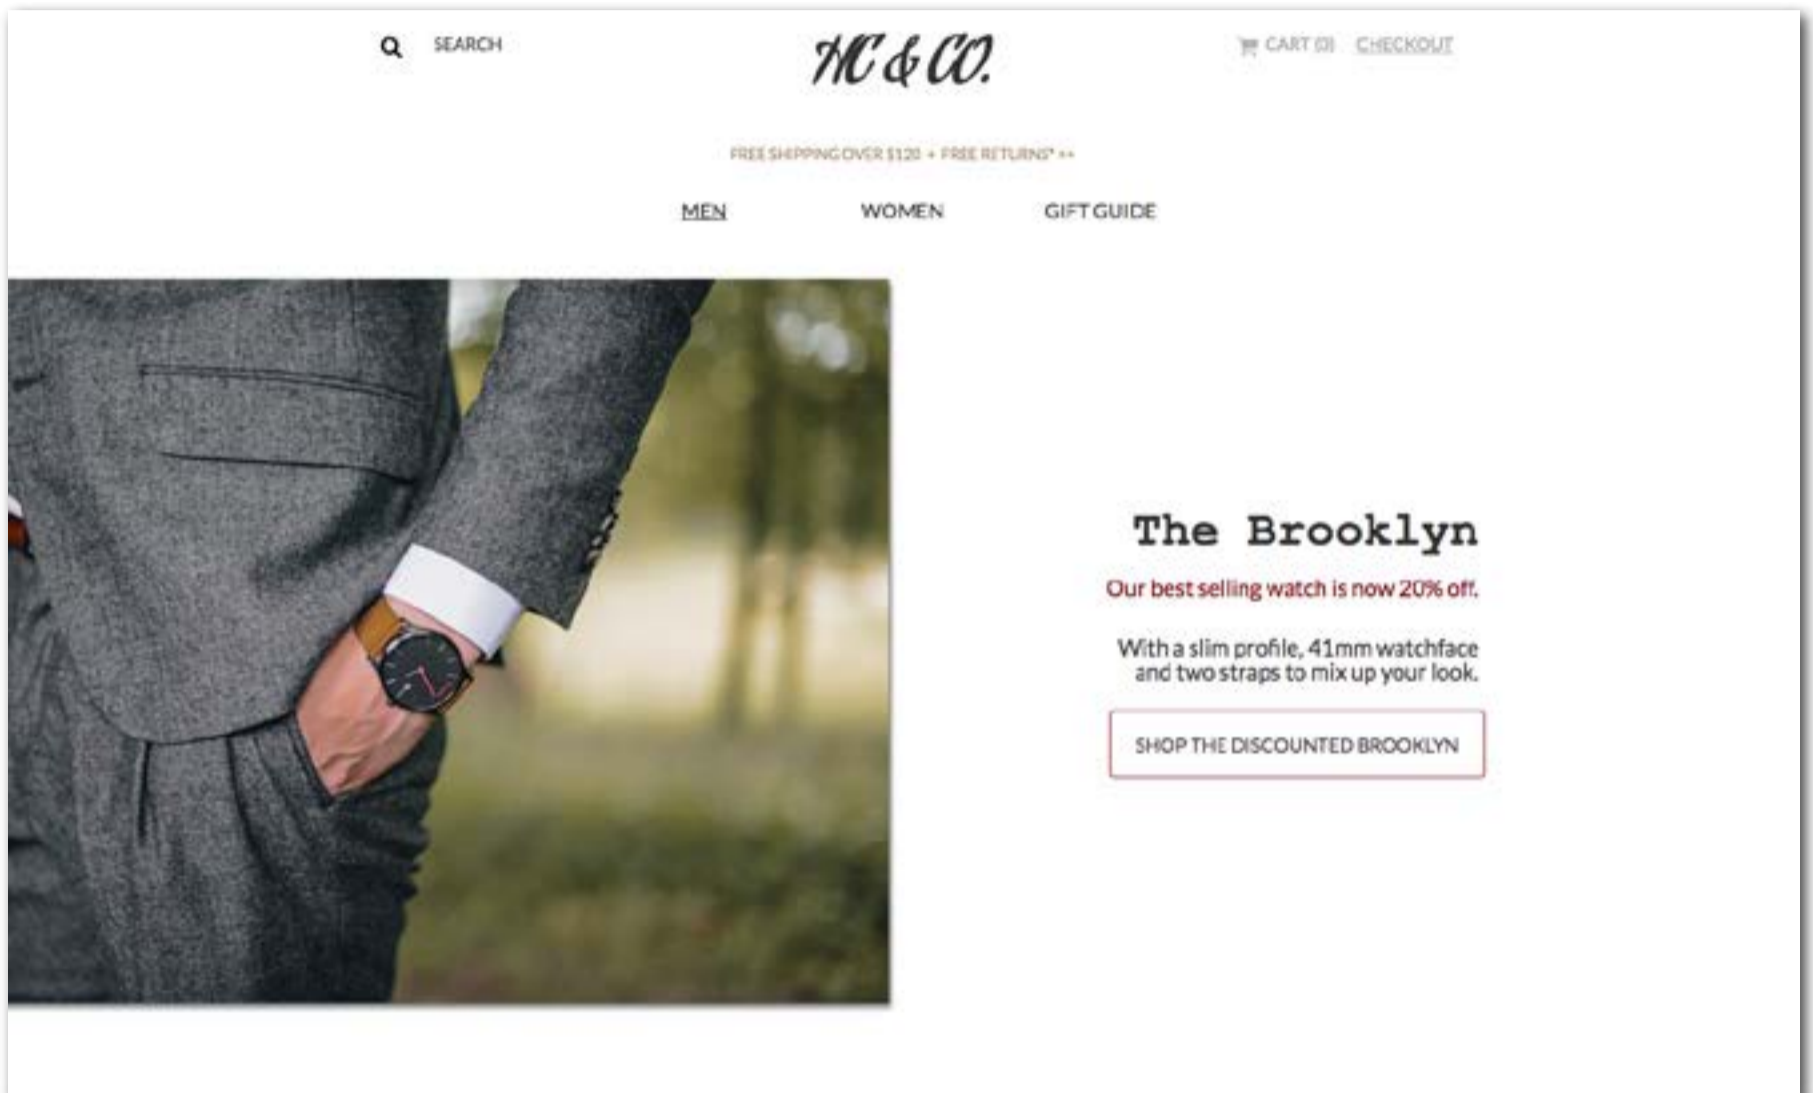 SEARCH
HC & CO.
CART (0) CHECKOUT
FREE SHIPPING OVER $120 + FREE RETURNS* ++
MEN WOMEN GIFT GUIDE
The Brooklyn
Our best selling watch is now 20% off.
With a slim profile, 41mm watchface
and two straps to mix up your look.
SHOP THE DISCOUNTED BROOKLYN